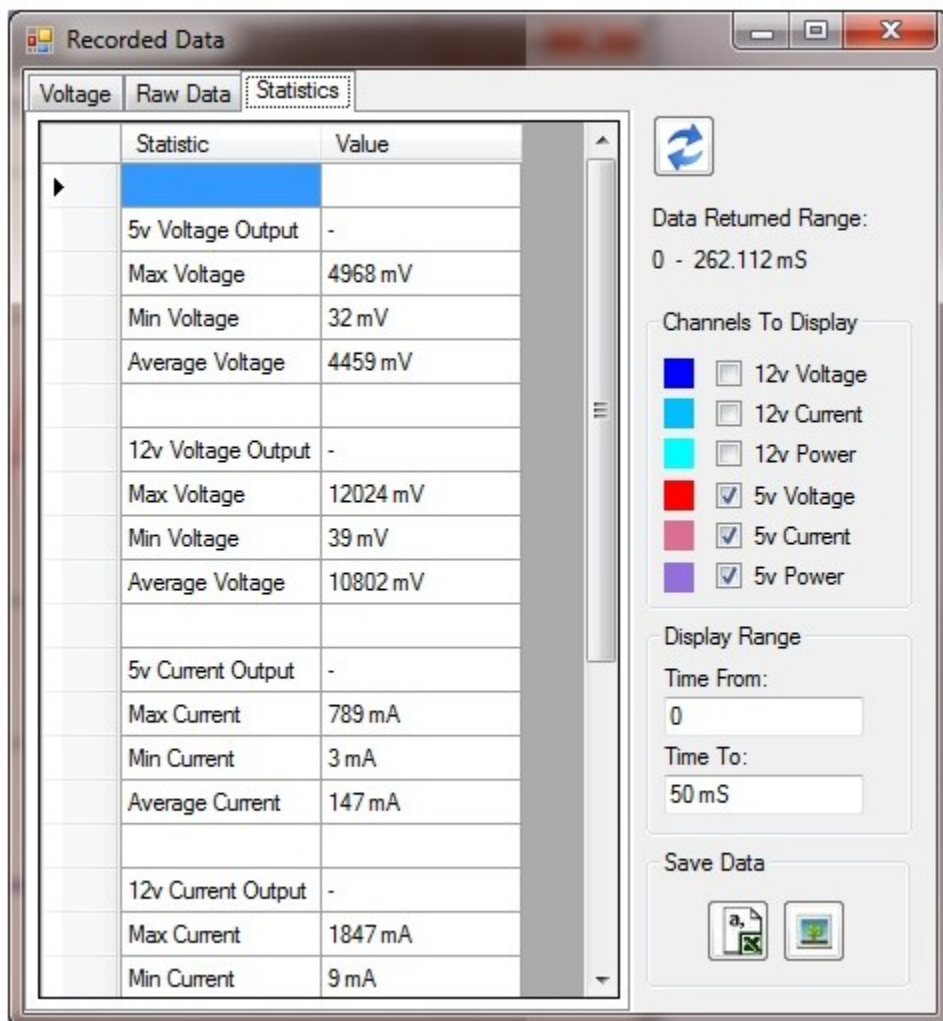 Recorded Data
Voltage Raw Data Statistics
Statistic Value
5v Voltage Output -
Max Voltage 4968 mV
Min Voltage 32 mV
Average Voltage 4459 mV
12v Voltage Output -
Max Voltage 12024 mV
Min Voltage 39 mV
Average Voltage 10802 mV
5v Current Output -
Max Current 789 mA
Min Current 3 mA
Average Current 147 mA
12v Current Output -
Max Current 1847 mA
Min Current 9 mA
Data Returned Range:
0 - 262.112 mS
Channels To Display
12v Voltage
12v Current
12v Power
5v Voltage
5v Current
5v Power
Display Range
Time From:
0
Time To:
50 mS
Save Data
a,